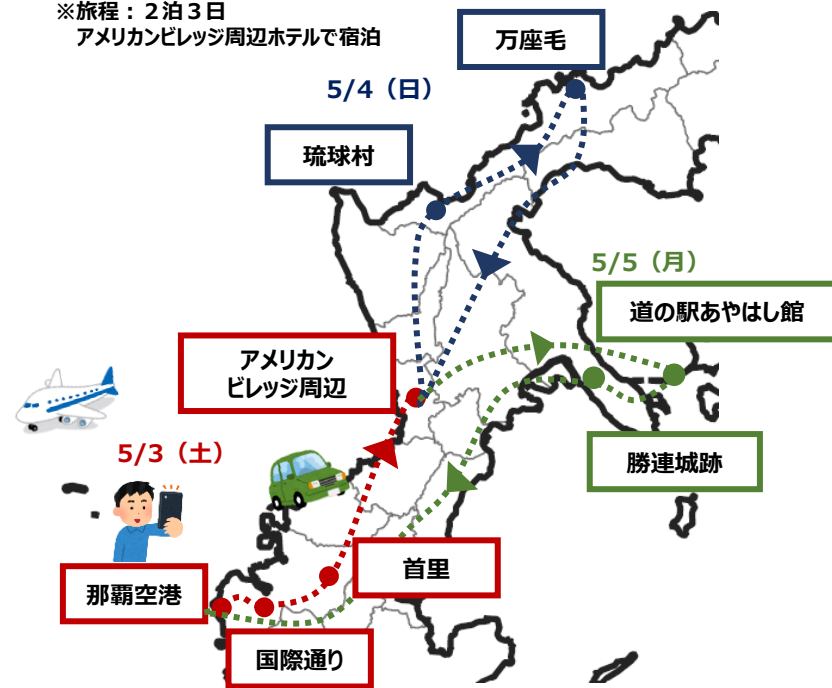 ※旅程：２泊３日
アメリカンビレッジ周辺ホテルで宿泊
万座毛
5/4（日）
琉球村
5/5（月）
道の駅あやはし館
アメリカン
ビレッジ周辺
5/3（土）
勝連城跡
首里
那覇空港
国際通り